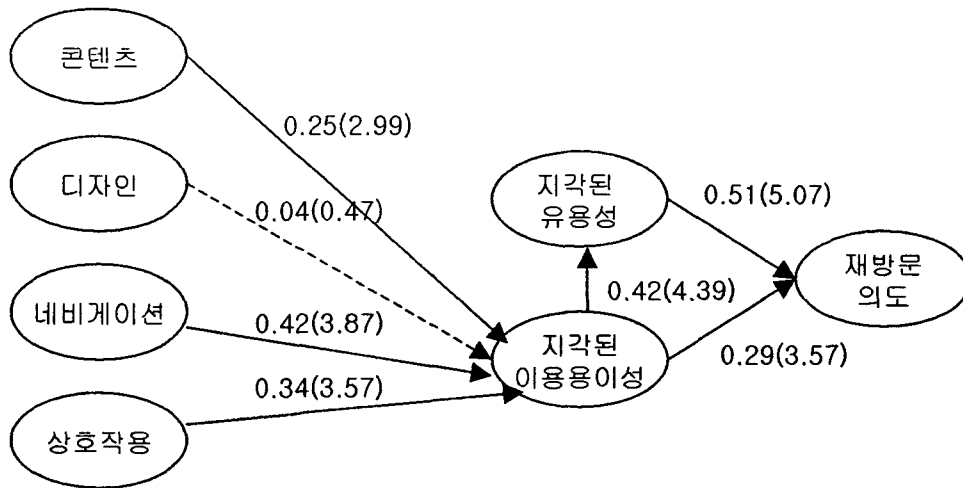 콘텐츠
0.25(2.99)
디자인
0.04(0.47)
지각된
유용성
0.51(5.07)
재방문
의도
네비게이션
0.42(3.87)
0.42(4.39)
지각된
이용용이성
0.29(3.57)
0.34(3.57)
상호작용